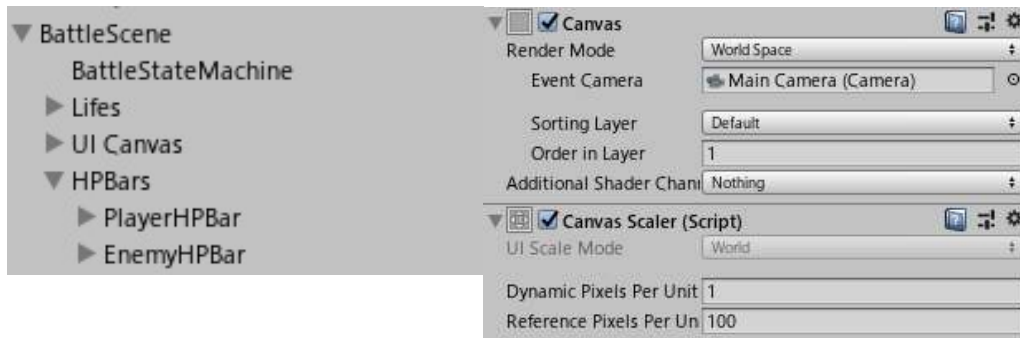 BattleScene
BattleStateMachine
Lifes
UI Canvas
HPBars
PlayerHPBar
EnemyHPBar
Canvas
Render Mode World Space
Event Camera Main Camera (Camera)
Sorting Layer Default
Order in Layer 1
Additional Shader Chann Nothing
Canvas Scaler (Script)
UI Scale Mode World
Dynamic Pixels Per Unit 1
Reference Pixels Per Un 100